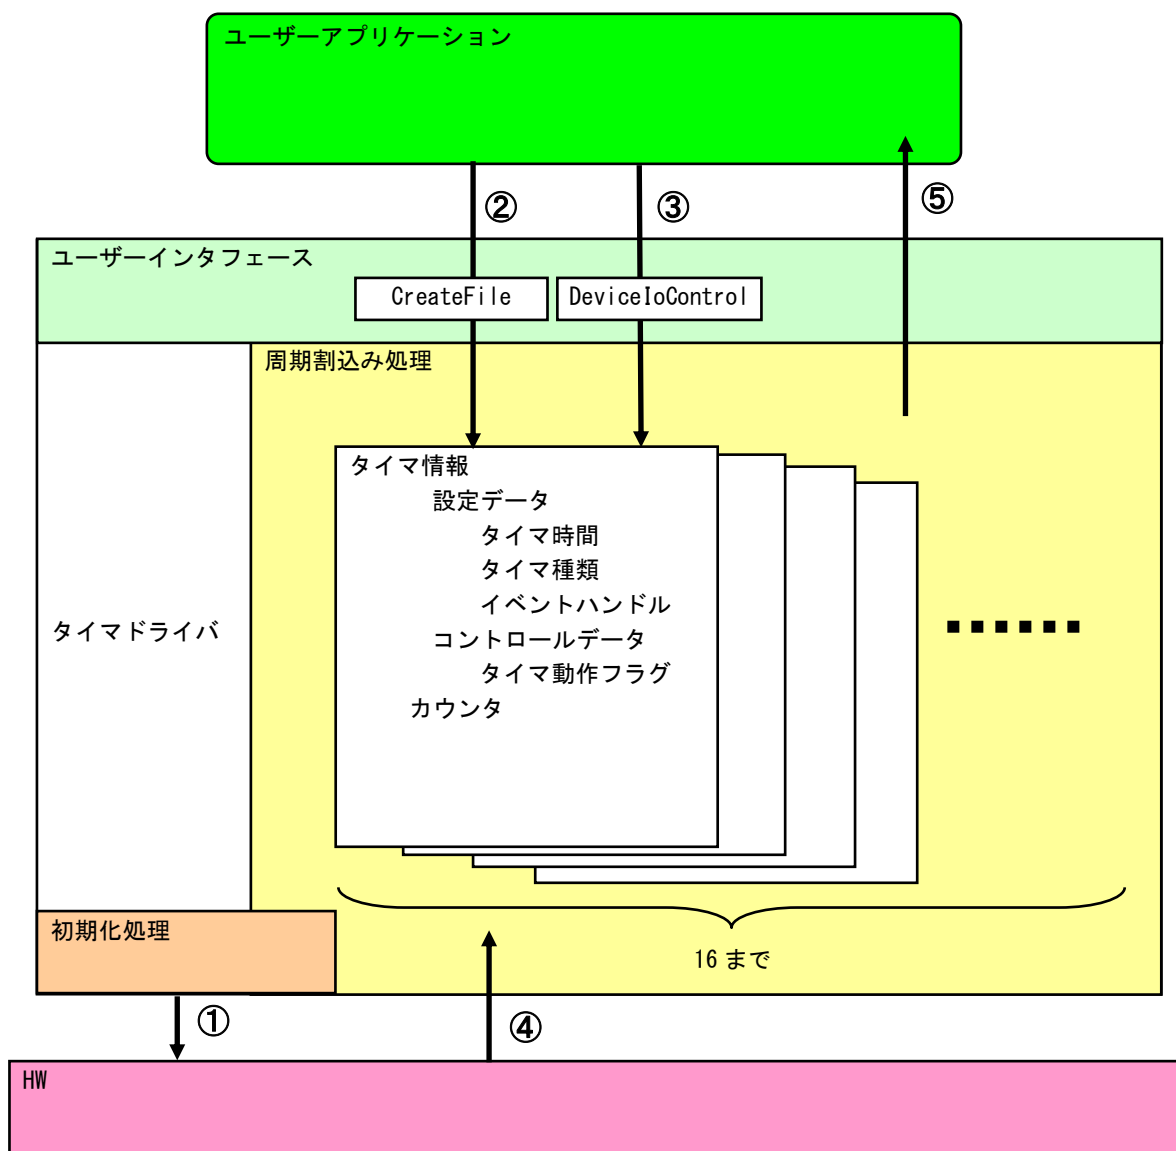 ユーザーアプリケーション
②
③
⑤
ユーザーインタフェース
CreateFile
DeviceIoControl
周期割込み処理
タイマ情報
設定データ
タイマ時間
タイマ種類
イベントハンドル
コントロールデータ
タイマ動作フラグ
カウンタ
タイマドライバ
初期化処理
16 まで
①
④
HW